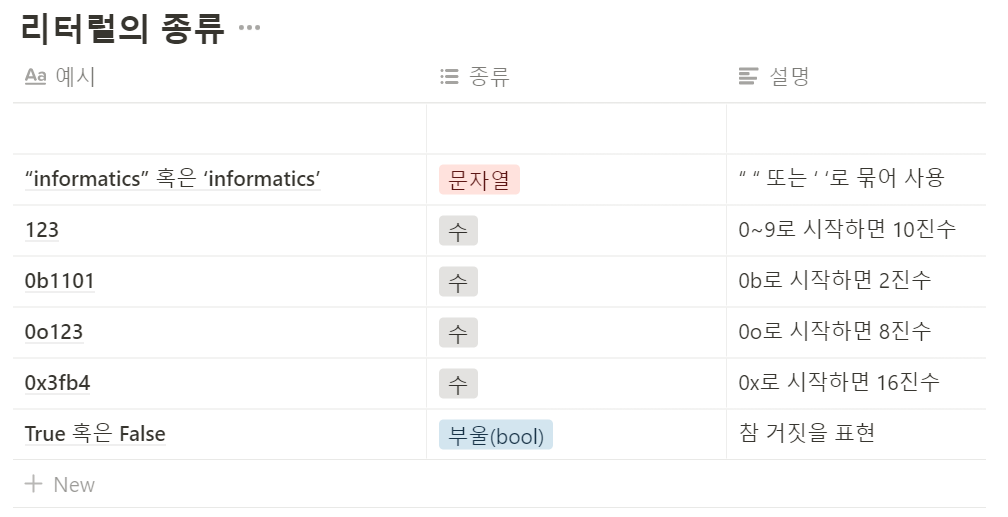 리터럴의 종류 ···
Aa 예시 종류 설명
“informatics” 혹은 ‘informatics’ 문자열 “ “ 또는 ‘ ‘로 묶어 사용
123 수 0~9로 시작하면 10진수
0b1101 수 0b로 시작하면 2진수
0o123 수 0o로 시작하면 8진수
0x3fb4 수 0x로 시작하면 16진수
True 혹은 False 부울(bool) 참 거짓을 표현
+ New